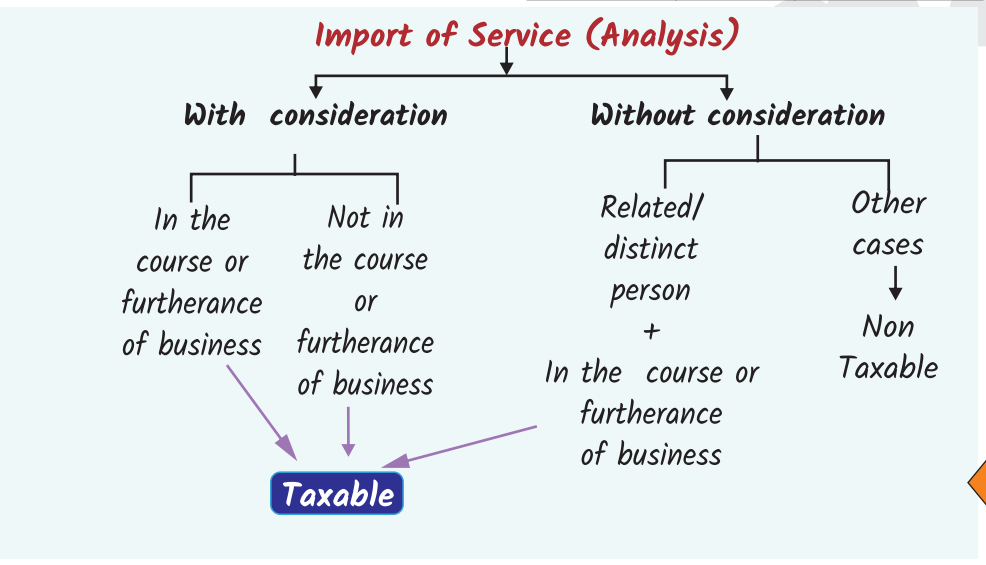 Import of Service (Analysis)
With consideration
Without consideration
In the
course or
furtherance
of business
Not in
the course
or
furtherance
of business
Related/
distinct
person
+
In the course or
furtherance
of business
Other
cases
Non
Taxable
Taxable